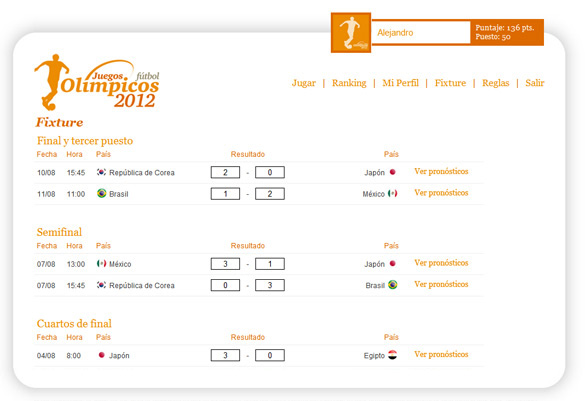 Alejandro
Puntaje: 136 pts.
Puesto: 50
Juegos fútbol
Olímpicos
2012
Jugar | Ranking | Mi Perfil | Fixture | Reglas | Salir
Fixture
Final y tercer puesto
Fecha Hora País Resultado País
10/08 15:45 República de Corea 2 - 0 Japón Ver pronósticos
11/08 11:00 Brasil 1 - 2 México Ver pronósticos
Semifinal
Fecha Hora País Resultado País
07/08 13:00 México 3 - 1 Japón Ver pronósticos
07/08 15:45 República de Corea 0 - 3 Brasil Ver pronósticos
Cuartos de final
Fecha Hora País Resultado País
04/08 8:00 Japón 3 - 0 Egipto Ver pronósticos